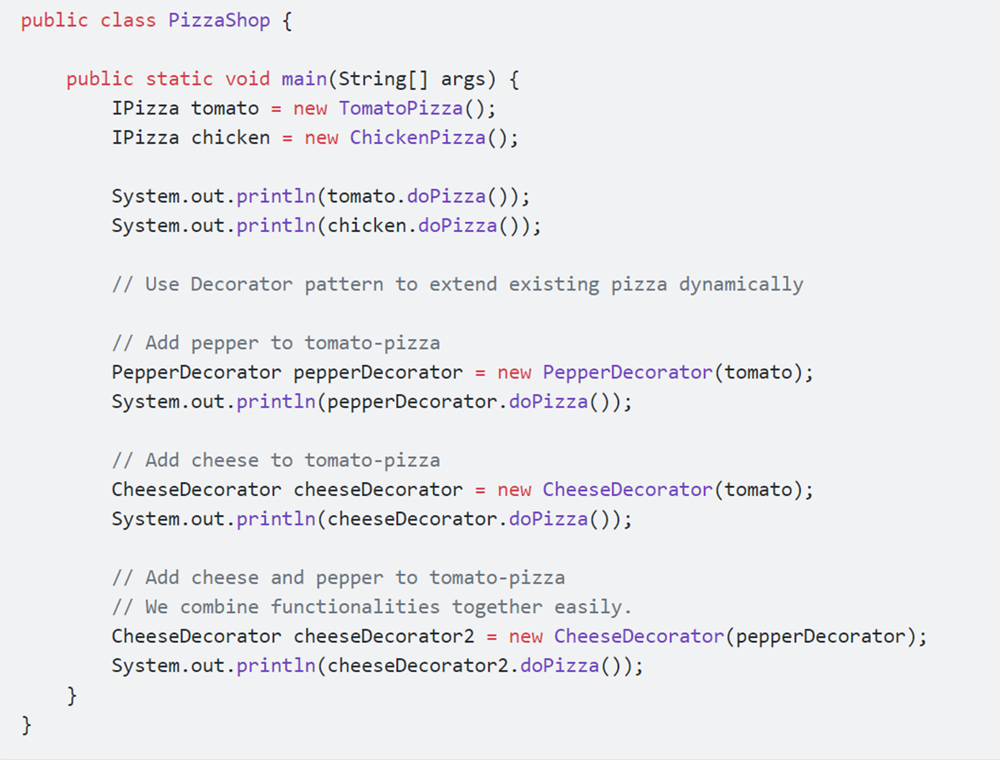 public class PizzaShop {
public static void main(String[] args) {
IPizza tomato = new TomatoPizza();
IPizza chicken = new ChickenPizza();
System.out.println(tomato.doPizza());
System.out.println(chicken.doPizza());
// Use Decorator pattern to extend existing pizza dynamically
// Add pepper to tomato-pizza
PepperDecorator pepperDecorator = new PepperDecorator(tomato);
System.out.println(pepperDecorator.doPizza());
// Add cheese to tomato-pizza
CheeseDecorator cheeseDecorator = new CheeseDecorator(tomato);
System.out.println(cheeseDecorator.doPizza());
// Add cheese and pepper to tomato-pizza
// We combine functionalities together easily.
CheeseDecorator cheeseDecorator2 = new CheeseDecorator(pepperDecorator);
System.out.println(cheeseDecorator2.doPizza());
}
}